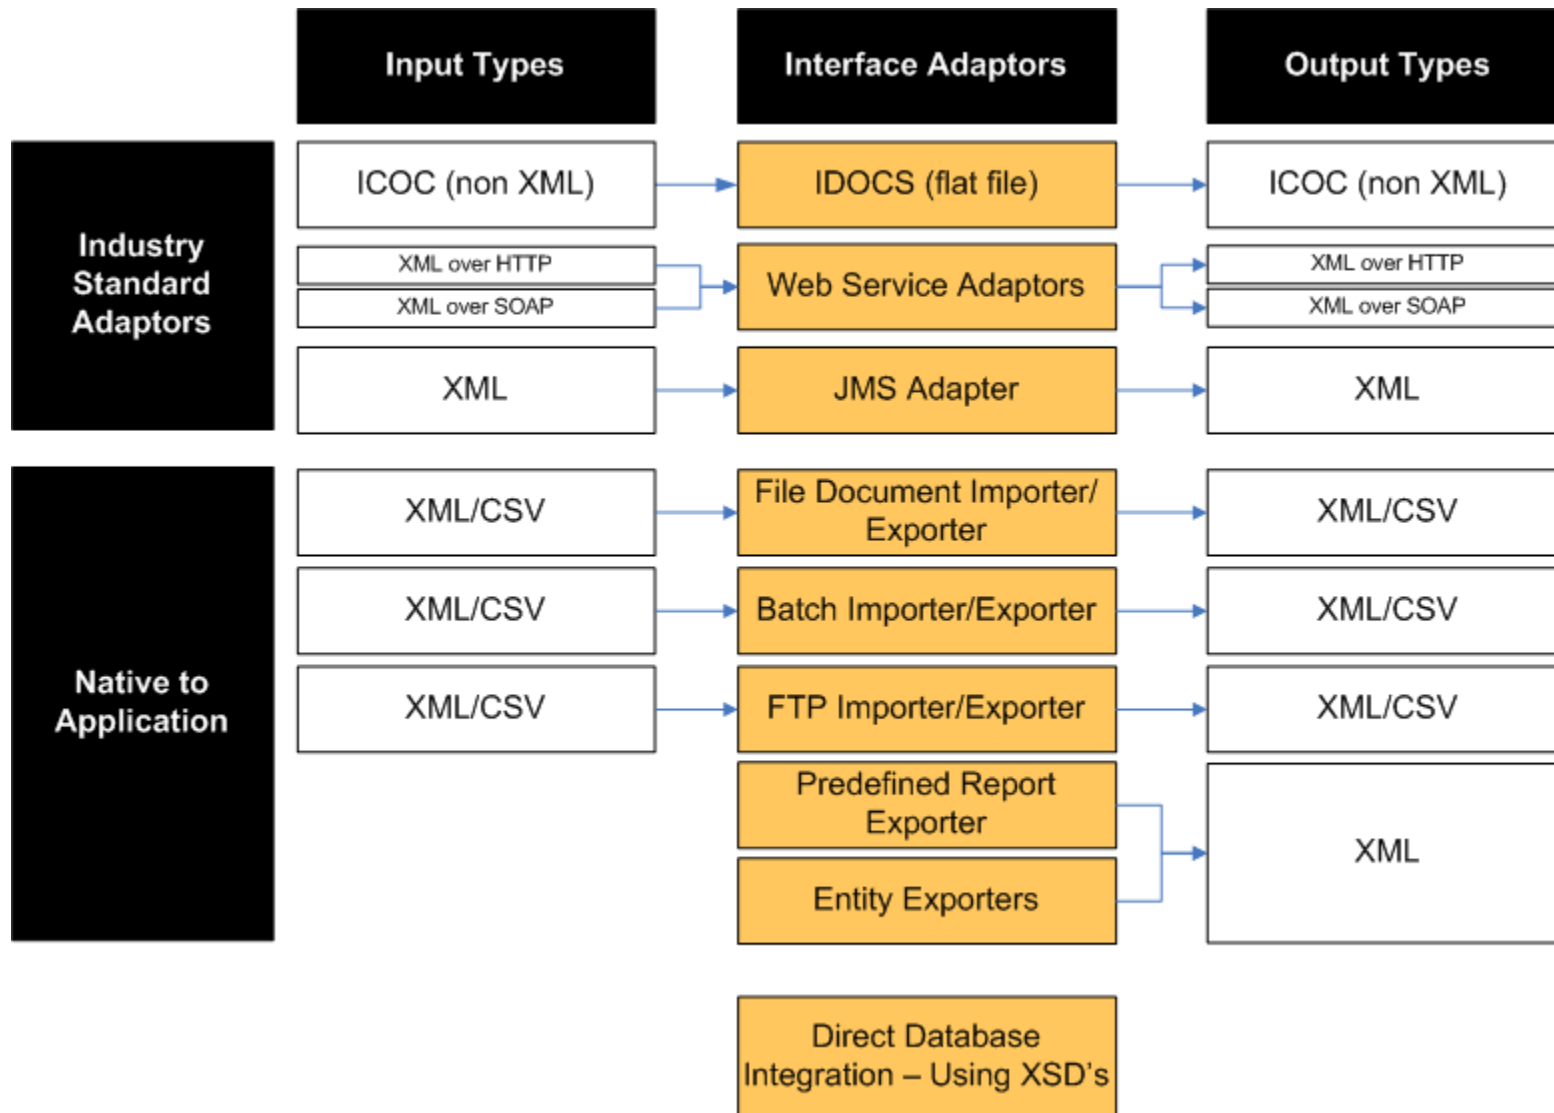 Input Types
Interface Adaptors
Output Types
Industry
Standard
Adaptors
ICOC (non XML)
IDOCS (flat file)
ICOC (non XML)
XML over HTTP
XML over SOAP
Web Service Adaptors
XML over HTTP
XML over SOAP
XML
JMS Adapter
XML
Native to
Application
XML/CSV
File Document Importer/
Exporter
XML/CSV
XML/CSV
Batch Importer/Exporter
XML/CSV
XML/CSV
FTP Importer/Exporter
XML/CSV
Predefined Report
Exporter
Entity Exporters
XML
Direct Database
Integration – Using XSD's